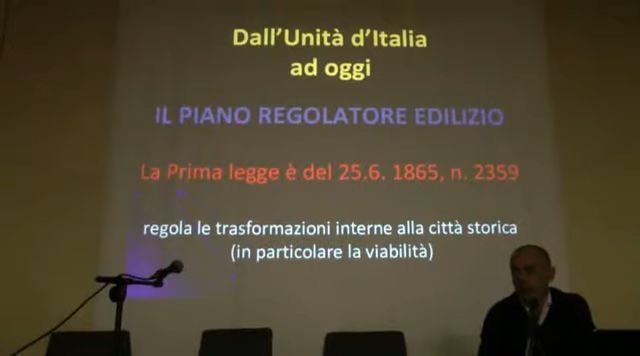 Dall'Unità d'Italia
ad oggi
IL PIANO REGOLATORE EDILIZIO
La Prima legge è del 25.6. 1865, n. 2359
regola le trasformazioni interne alla città storica
(in particolare la viabilità)